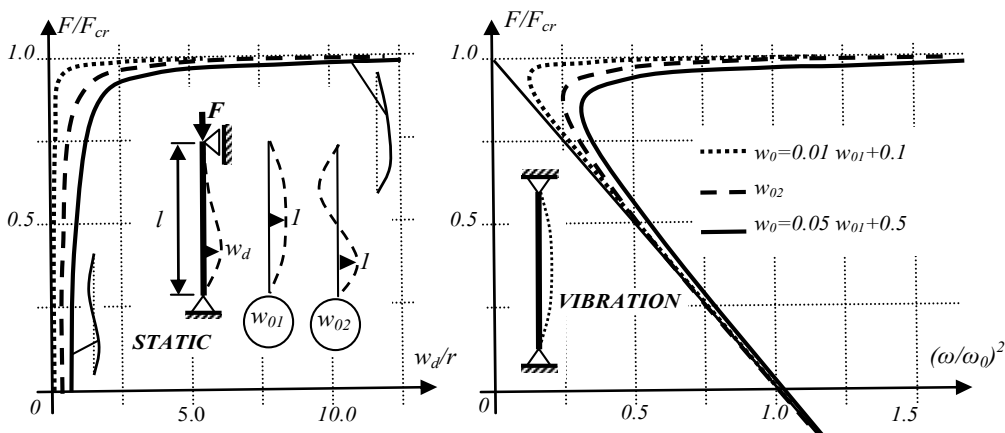 F/F_cr
1.0
0.5
0
5.0
10.0
w_d/r
F
l
w_d
1
1
w_01
w_02
STATIC
F/F_cr
1.0
0.5
0
0.5
1.0
1.5
(ω/ω_0)²
w_0=0.01 w_01+0.1
w_02
w_0=0.05 w_01+0.5
VIBRATION